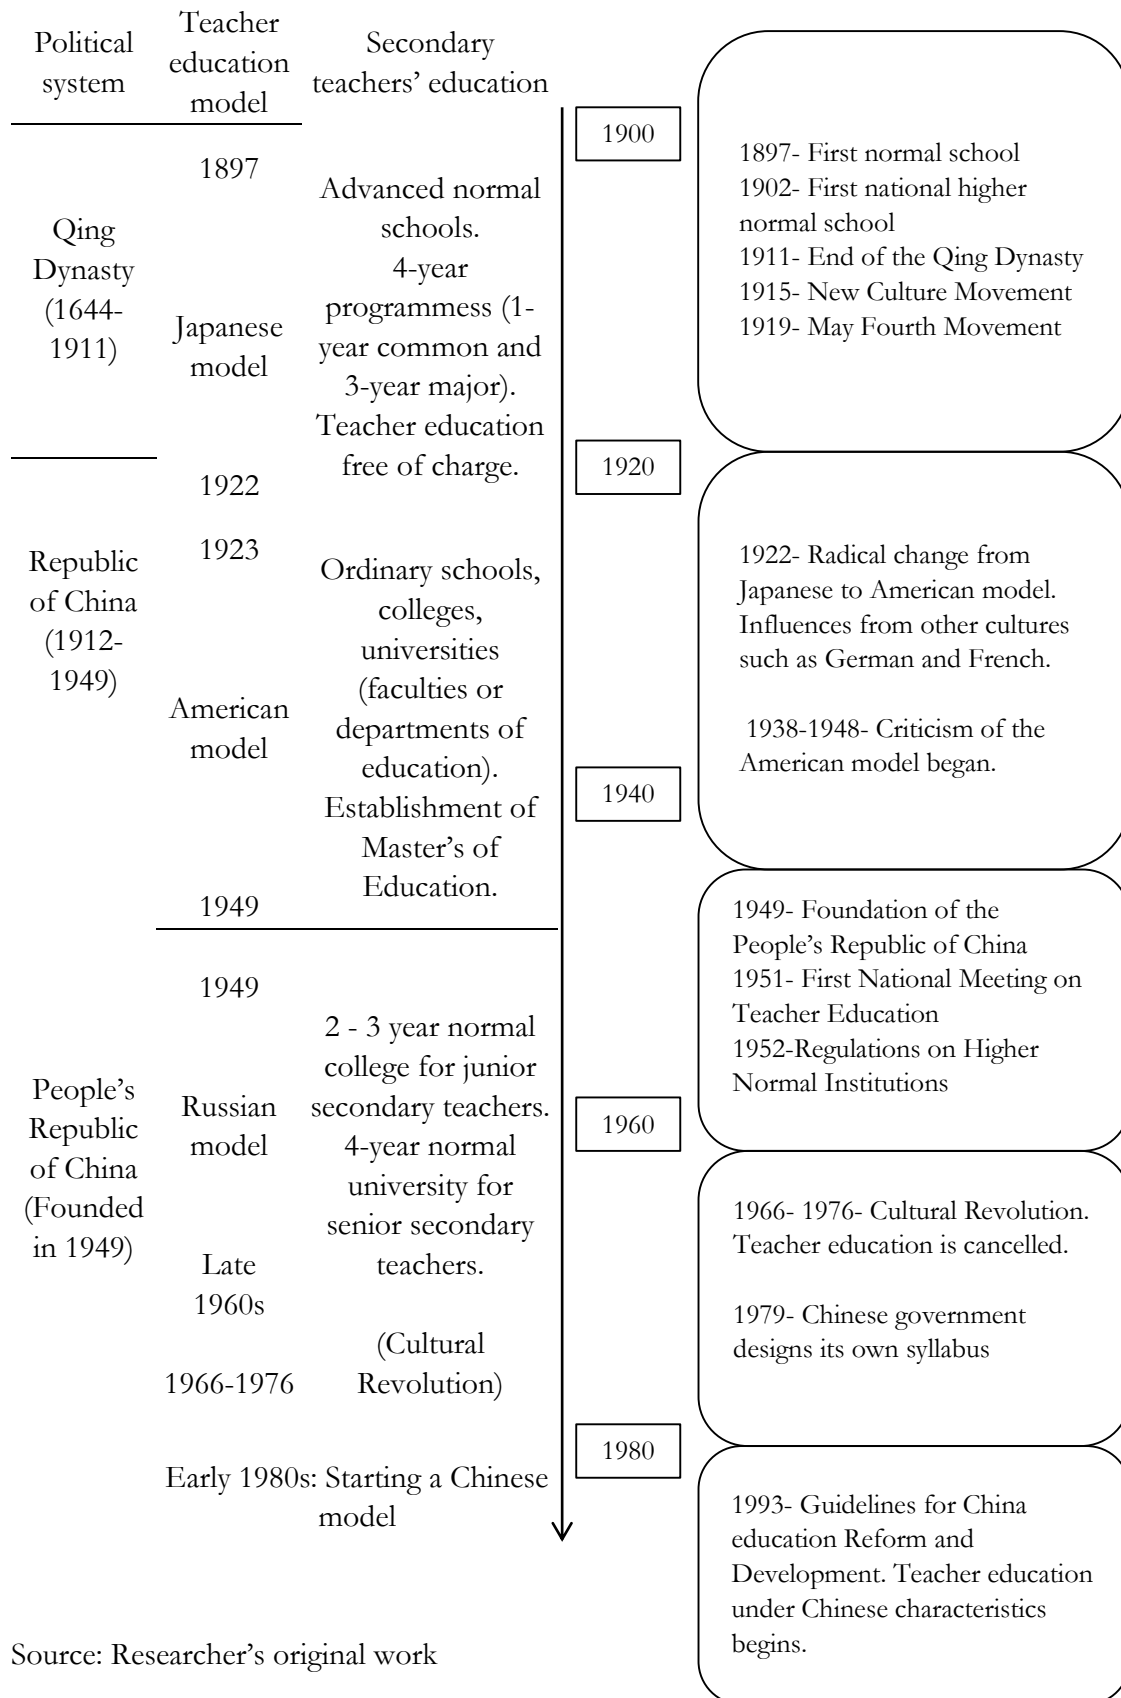 Political
system
Teacher
education
model
Secondary
teachers’ education
Qing
Dynasty
(1644-
1911)
1897
Japanese
model
1922
Advanced normal
schools.
4-year
programmess (1-
year common and
3-year major).
Teacher education
free of charge.
Republic
of China
(1912-
1949)
1923
American
model
1949
Ordinary schools,
colleges,
universities
(faculties or
departments of
education).
Establishment of
Master’s of
Education.
People’s
Republic
of China
(Founded
in 1949)
1949
Russian
model
Late
1960s
2 - 3 year normal
college for junior
secondary teachers.
4-year normal
university for
senior secondary
teachers.
1966-1976
(Cultural
Revolution)
Early 1980s: Starting a Chinese
model
1900
1920
1940
1960
1980
1897- First normal school
1902- First national higher
normal school
1911- End of the Qing Dynasty
1915- New Culture Movement
1919- May Fourth Movement
1922- Radical change from
Japanese to American model.
Influences from other cultures
such as German and French.
1938-1948- Criticism of the
American model began.
1949- Foundation of the
People’s Republic of China
1951- First National Meeting on
Teacher Education
1952-Regulations on Higher
Normal Institutions
1966- 1976- Cultural Revolution.
Teacher education is cancelled.
1979- Chinese government
designs its own syllabus
1993- Guidelines for China
education Reform and
Development. Teacher education
under Chinese characteristics
begins.
Source: Researcher’s original work